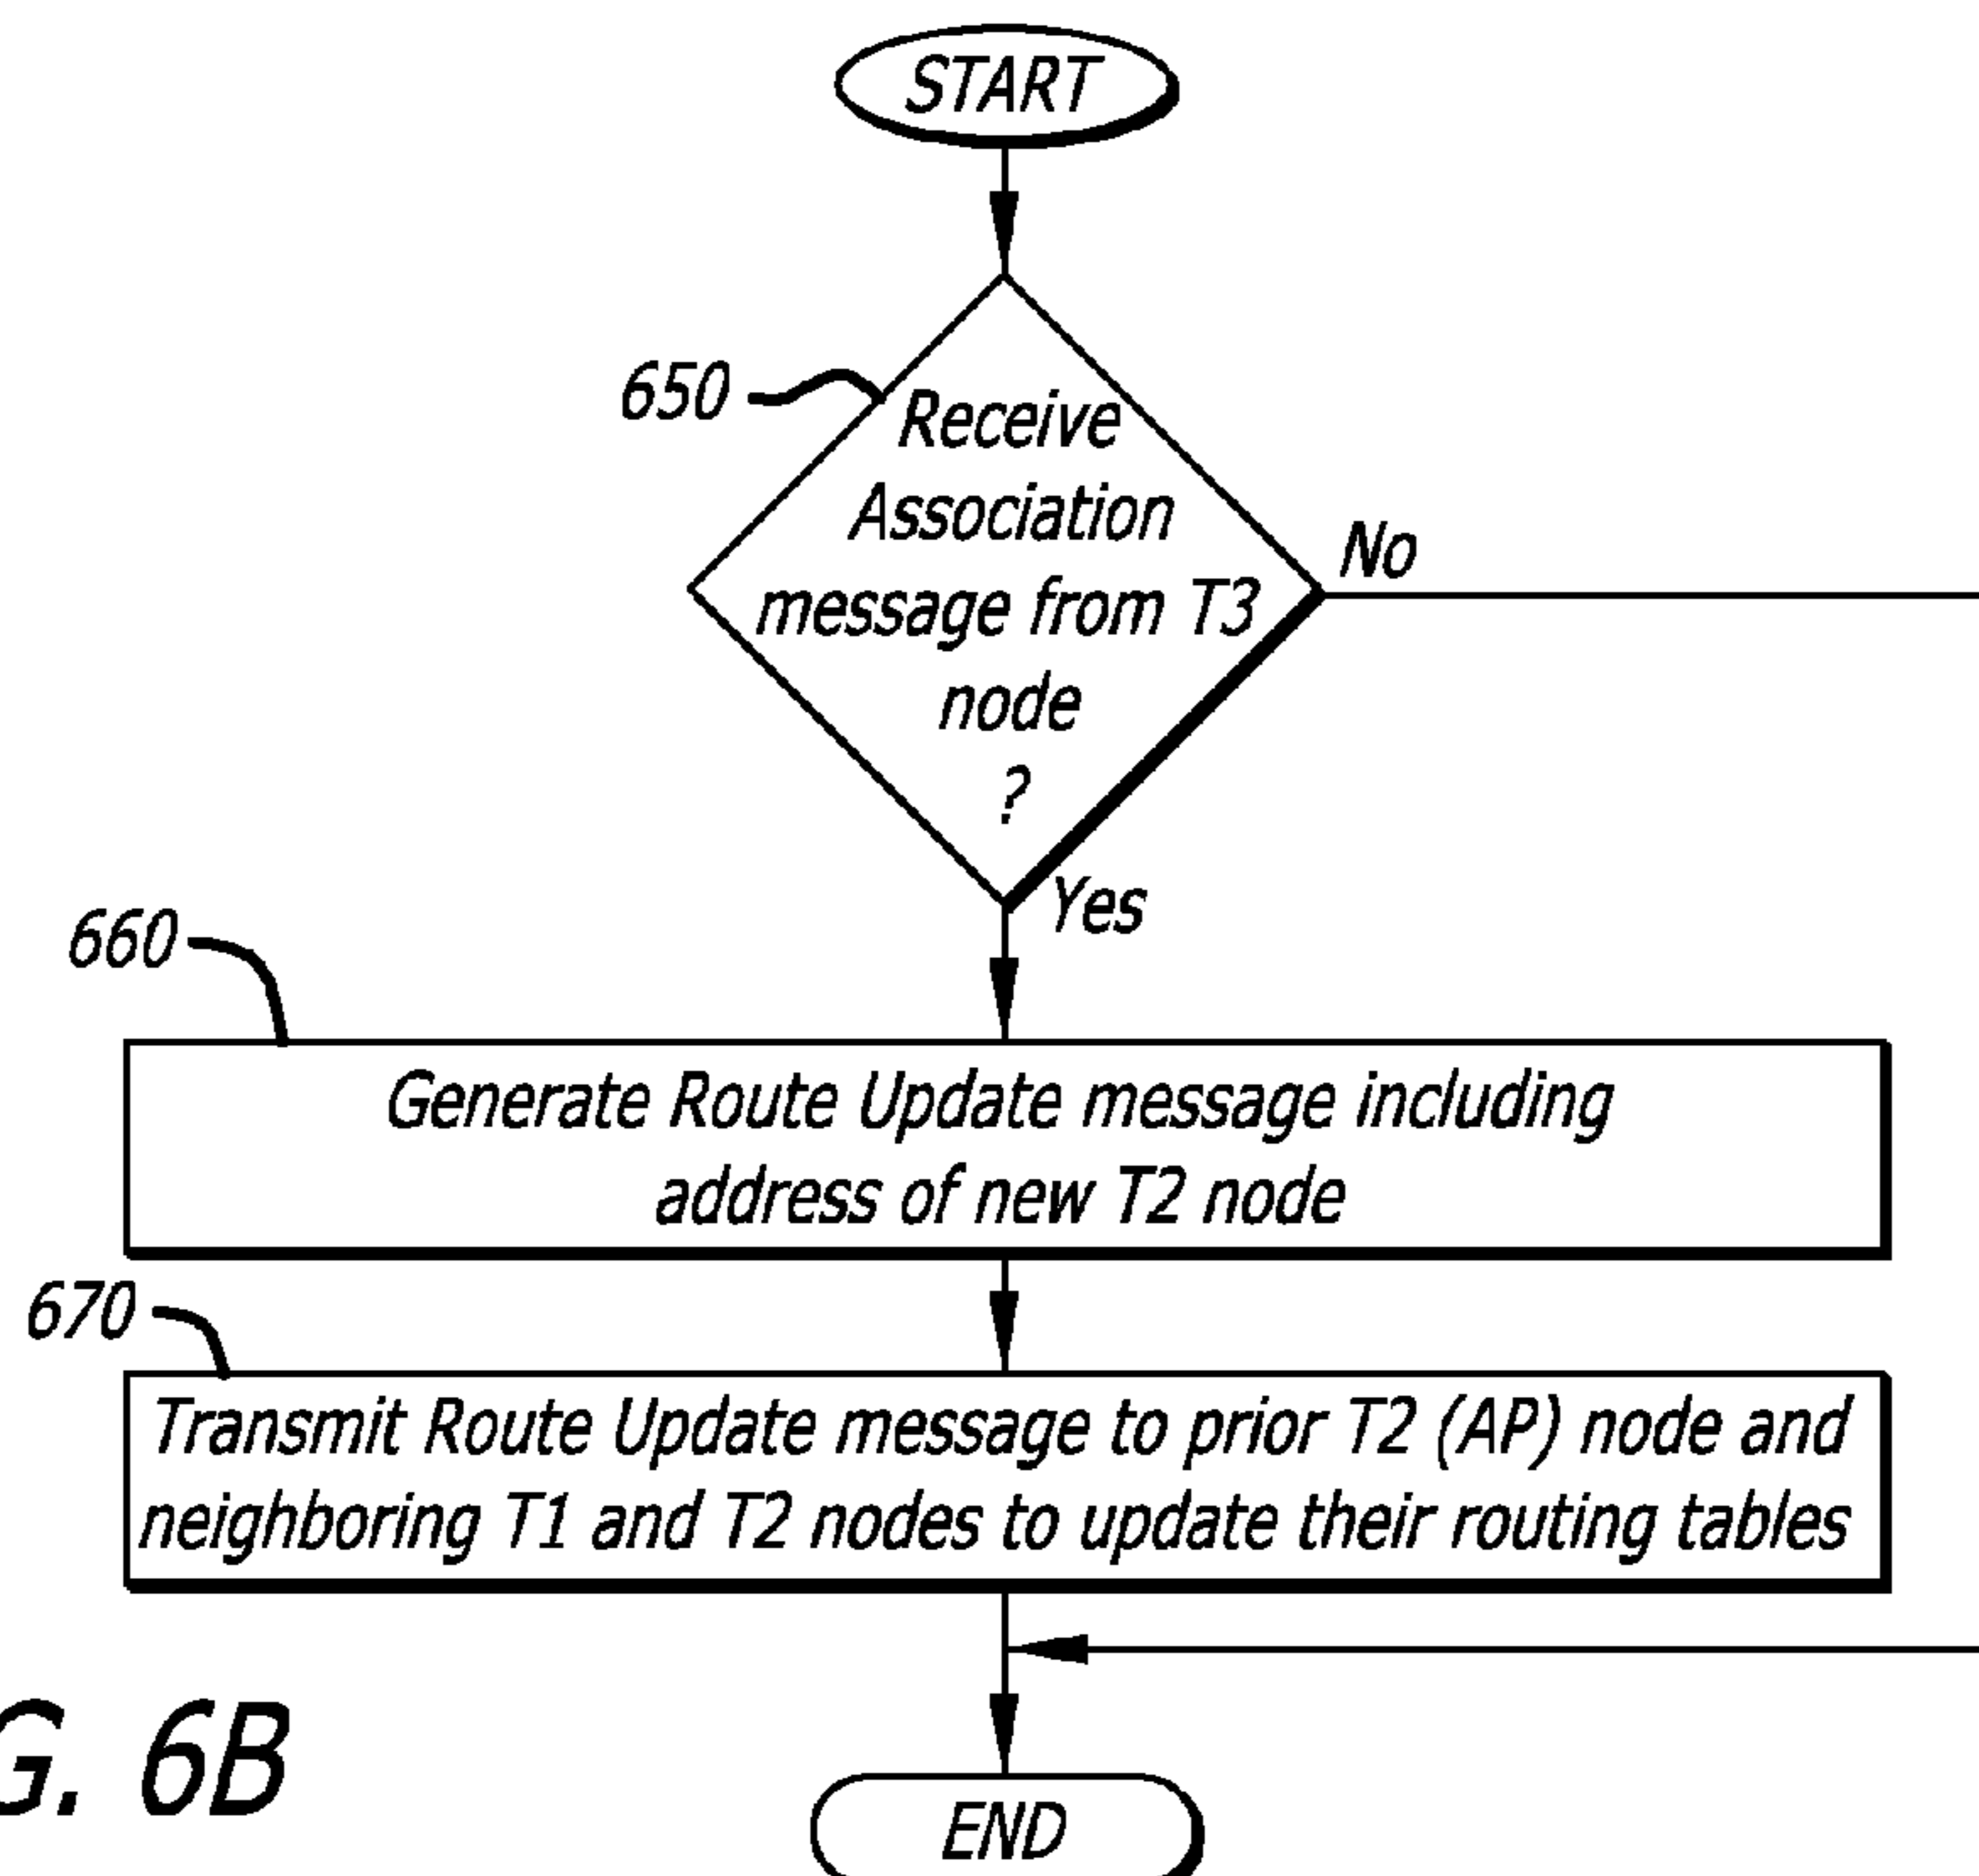 START
650
Receive
Association
message from T3
node
?
No
Yes
660
Generate Route Update message including
address of new T2 node
670
Transmit Route Update message to prior T2 (AP) node and
neighboring T1 and T2 nodes to update their routing tables
G. 6B
END